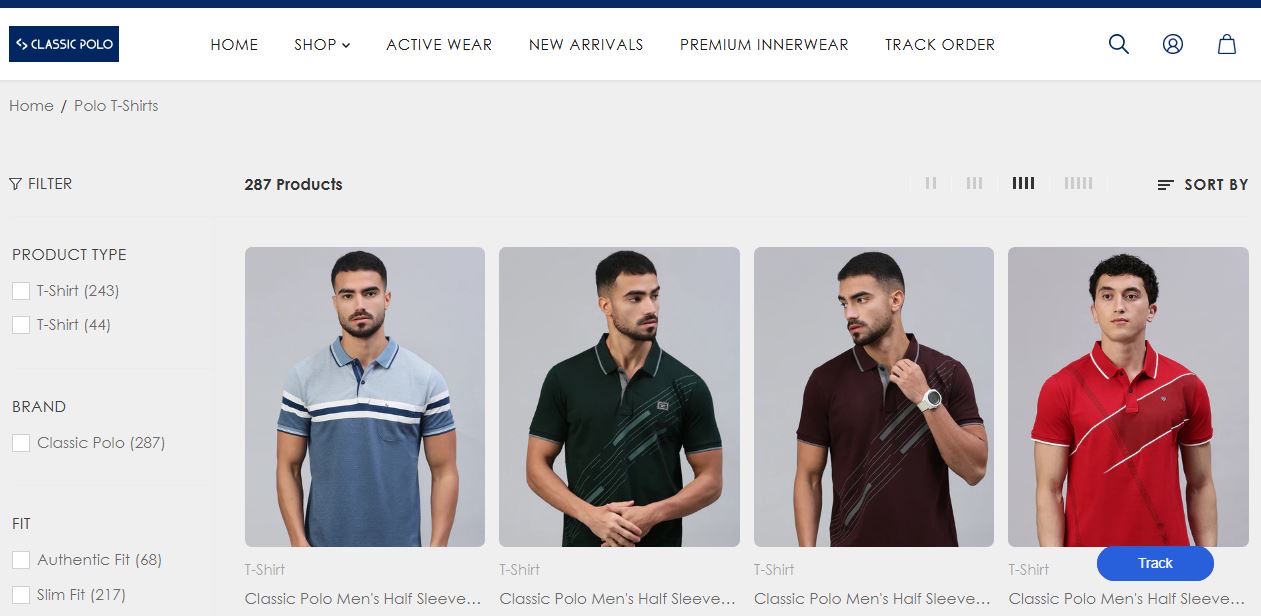 CLASSIC POLO
HOME SHOP ACTIVE WEAR NEW ARRIVALS PREMIUM INNERWEAR TRACK ORDER
Home / Polo T-Shirts
FILTER
287 Products
SORT BY
PRODUCT TYPE
T-Shirt (243)
T-Shirt (44)
BRAND
Classic Polo (287)
FIT
Authentic Fit (68)
Slim Fit (217)
T-Shirt
Classic Polo Men's Half Sleeve...
T-Shirt
Classic Polo Men's Half Sleeve...
T-Shirt
Classic Polo Men's Half Sleeve...
T-Shirt
Classic Polo Men's Half Sleeve...
Track